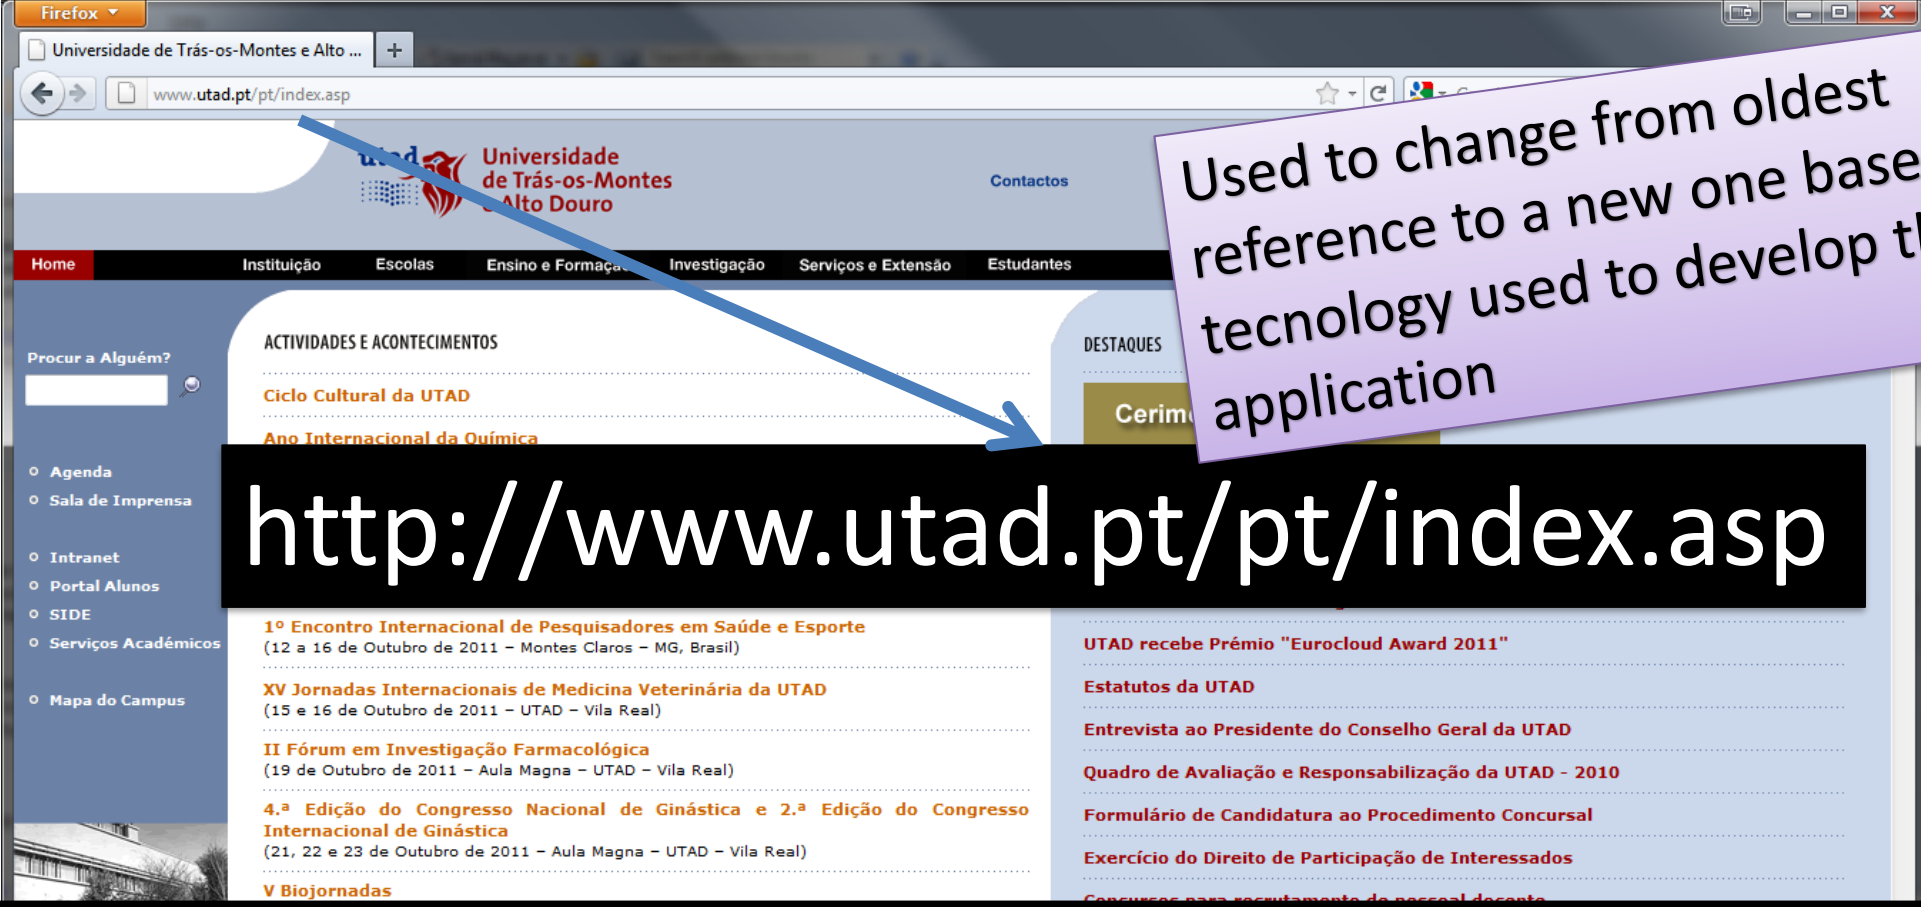 Firefox
Universidade de Trás-os-Montes e Alto ...
www.utad.pt/pt/index.asp
utad
Universidade
de Trás-os-Montes
e Alto Douro
Contactos
Used to change from oldest
reference to a new one base
tecnology used to develop th
application
Home
Instituição
Escolas
Ensino e Formação
Investigação
Serviços e Extensão
Estudantes
Procur a Alguém?
Agenda
Sala de Imprensa
Intranet
Portal Alunos
SIDE
Serviços Académicos
Mapa do Campus
ACTIVIDADES E ACONTECIMENTOS
Ciclo Cultural da UTAD
Ano Internacional da Química
http://www.utad.pt/pt/index.asp
1º Encontro Internacional de Pesquisadores em Saúde e Esporte
(12 a 16 de Outubro de 2011 – Montes Claros – MG, Brasil)
XV Jornadas Internacionais de Medicina Veterinária da UTAD
(15 e 16 de Outubro de 2011 – UTAD – Vila Real)
II Fórum em Investigação Farmacológica
(19 de Outubro de 2011 – Aula Magna – UTAD – Vila Real)
4.ª Edição do Congresso Nacional de Ginástica e 2.ª Edição do Congresso
Internacional de Ginástica
(21, 22 e 23 de Outubro de 2011 – Aula Magna – UTAD – Vila Real)
V Biojornadas
DESTAQUES
Cerim
UTAD recebe Prémio "Eurocloud Award 2011"
Estatutos da UTAD
Entrevista ao Presidente do Conselho Geral da UTAD
Quadro de Avaliação e Responsabilização da UTAD - 2010
Formulário de Candidatura ao Procedimento Concursal
Exercício do Direito de Participação de Interessados
Concursos para recrutamento de pessoal docente